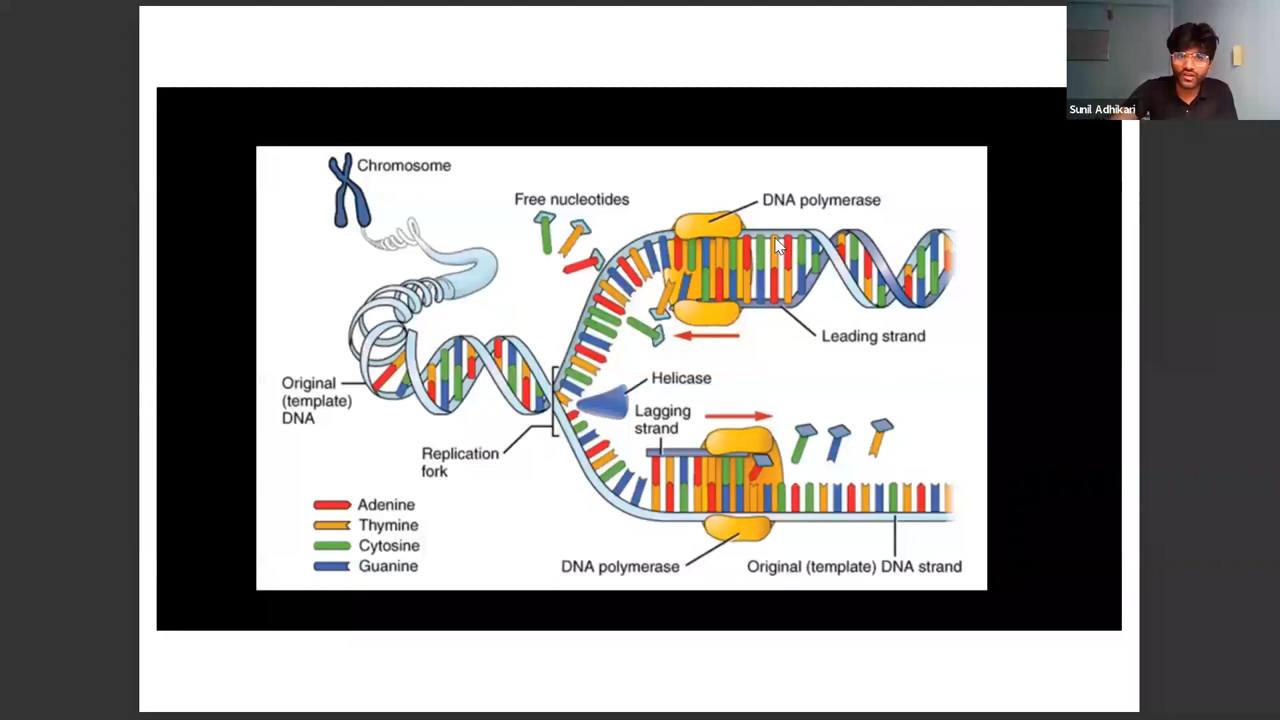 Sunil Adhikari
Chromosome
Free nucleotides
DNA polymerase
Leading strand
Helicase
Original
(template)
DNA
Lagging
strand
Replication
fork
Adenine
Thymine
Cytosine
Guanine
DNA polymerase
Original (template) DNA strand